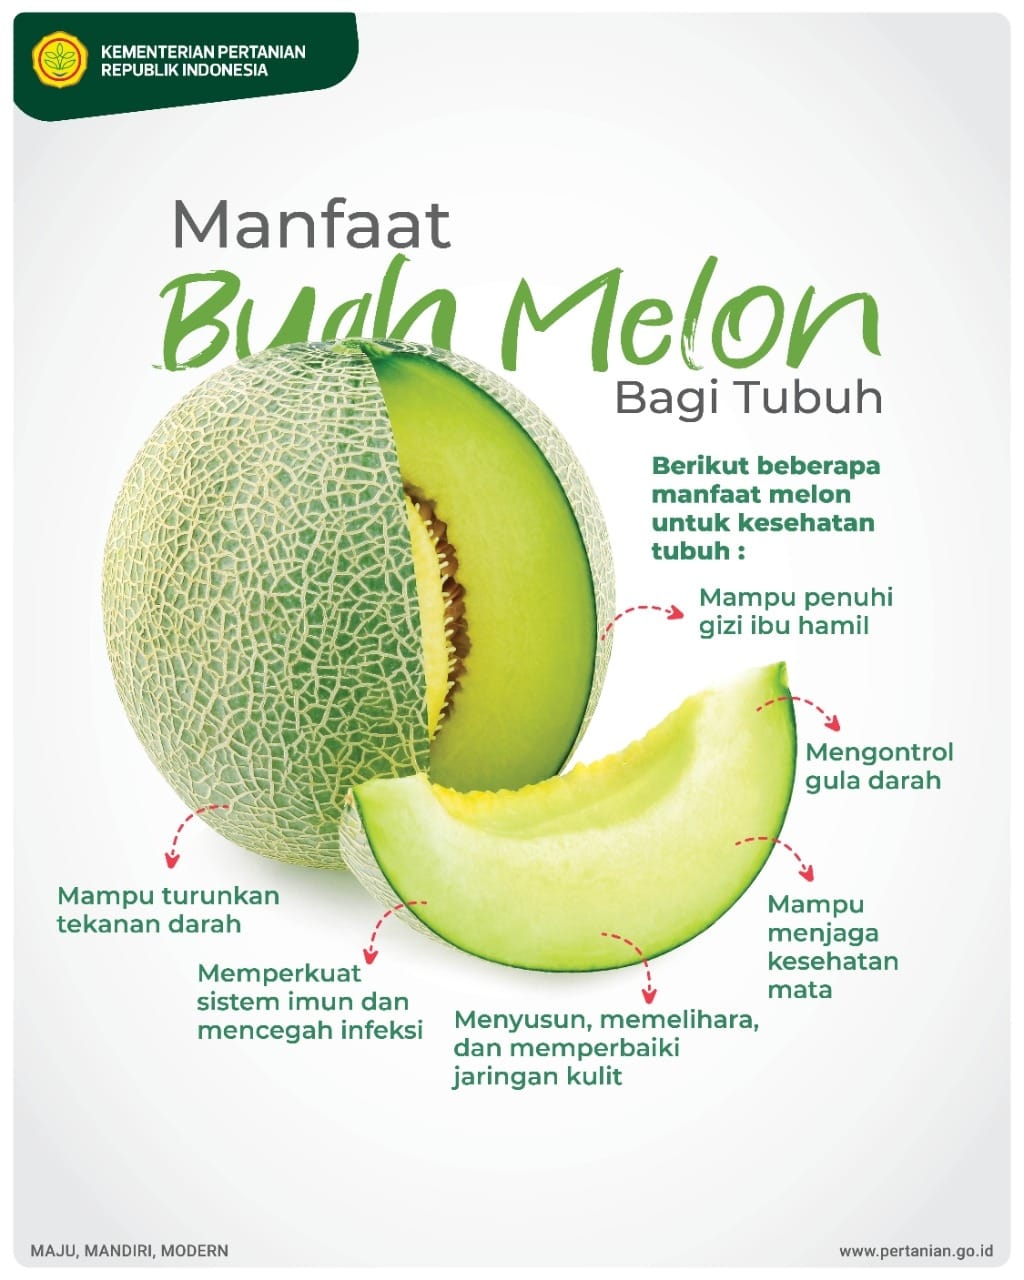 KEMENTERIAN PERTANIAN
REPUBLIK INDONESIA
Manfaat
Buah Melon
Bagi Tubuh
Berikut beberapa
manfaat melon
untuk kesehatan
tubuh :
Mampu penuhi
gizi ibu hamil
Mengontrol
gula darah
Mampu
menjaga
kesehatan
mata
Menyusun, memelihara,
dan memperbaiki
jaringan kulit
Memperkuat
sistem imun dan
mencegah infeksi
Mampu turunkan
tekanan darah
MAJU, MANDIRI, MODERN
www.pertanian.go.id